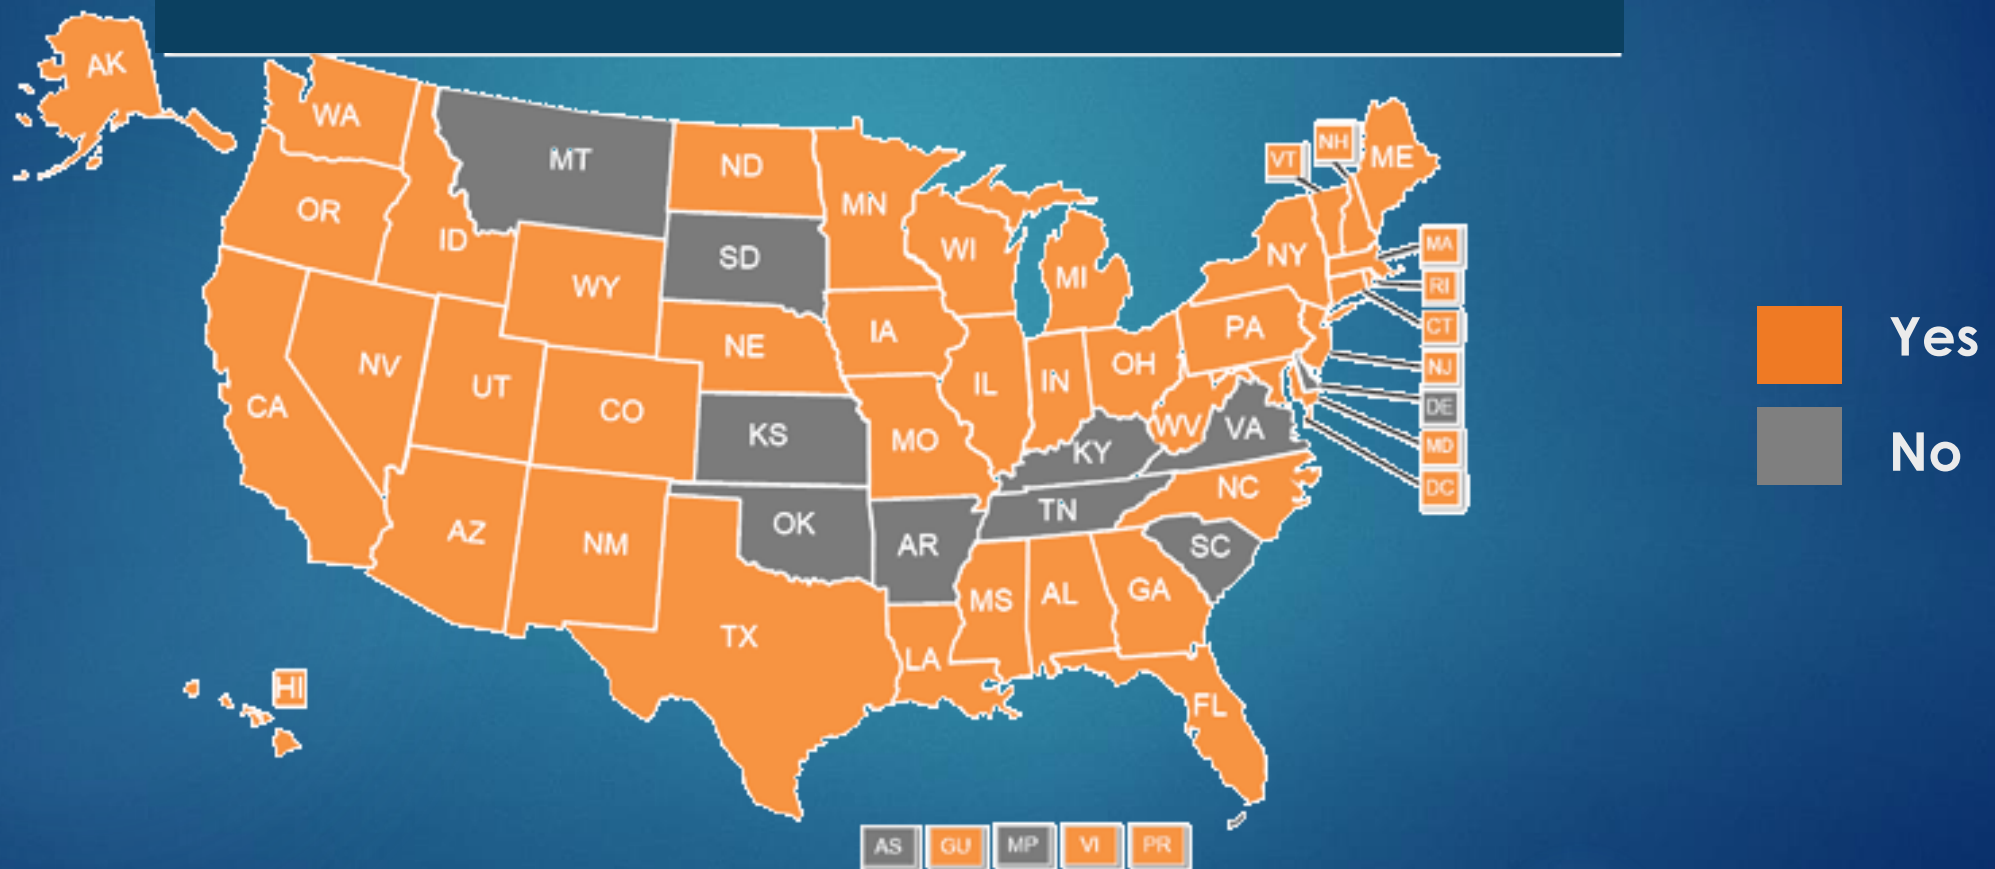 AK
WA
MT
ND
MN
VT
NH
ME
OR
ID
SD
WI
MI
NY
MA
WY
RI
NV
UT
NE
IA
PA
CT
CA
CO
IL
IN
OH
NJ
KS
MO
KY
WV
VA
DE
MD
DC
AZ
NM
OK
AR
TN
NC
SC
TX
LA
MS
AL
GA
FL
HI
AS
GU
MP
VI
PR
Yes
No